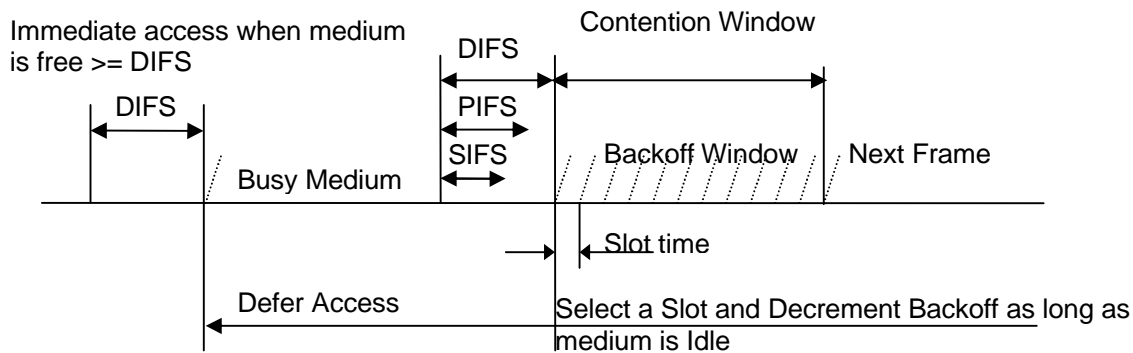 Immediate access when medium
is free >= DIFS
Contention Window
DIFS
DIFS
PIFS
SIFS
Busy Medium
Backoff Window
Next Frame
Slot time
Defer Access
Select a Slot and Decrement Backoff as long as
medium is Idle